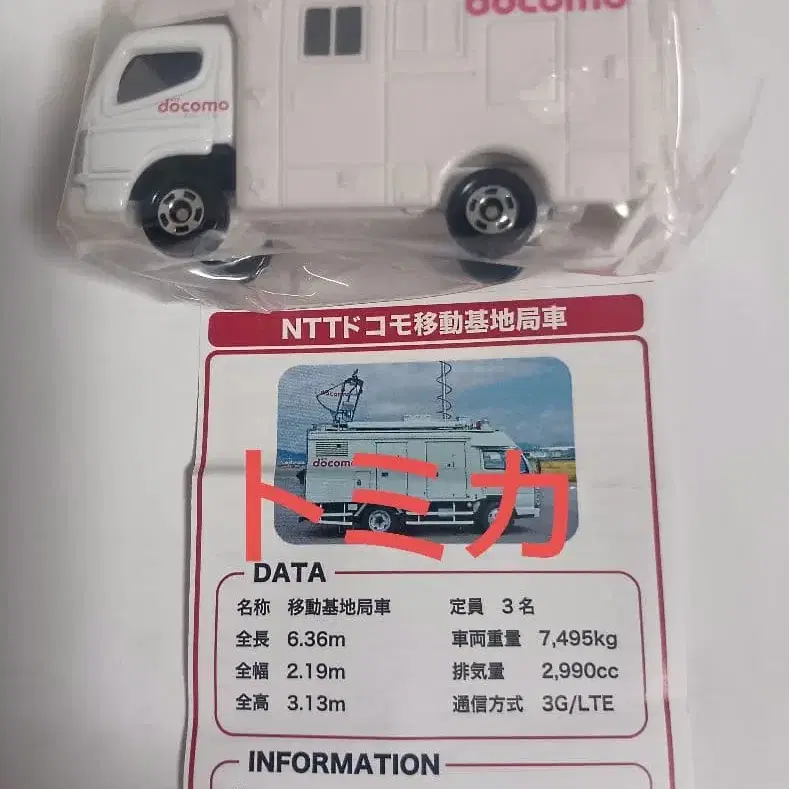 docomo
docomo
NTTドコモ移動基地局車
docomo
docomo
トミカ
DATA
名称 移動基地局車 定員 3名
全長 6.36m 車両重量 7,495kg
全幅 2.19m 排気量 2,990cc
全高 3.13m 通信方式 3G/LTE
INFORMATION